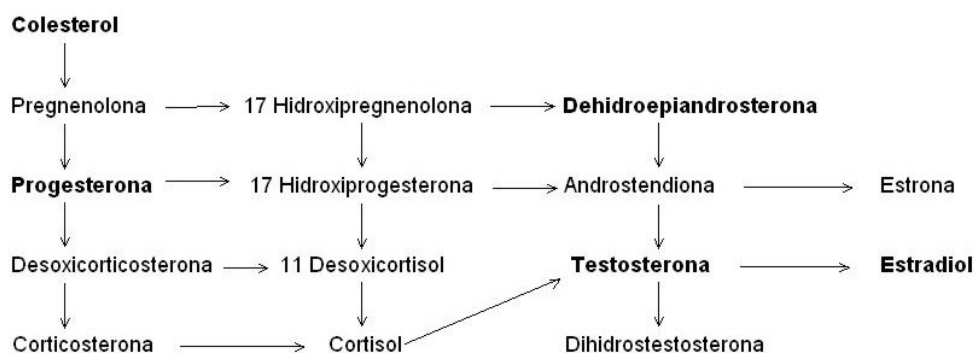 Colesterol
Pregnenolona 17 Hidroxipregnenolona Dehidroepiandrosterona
Progesterona 17 Hidroxiprogesterona Androstendiona Estrona
Desoxicorticosterona 11 Desoxicortisol Testosterona Estradiol
Corticosterona Cortisol Dihidrostestosterona